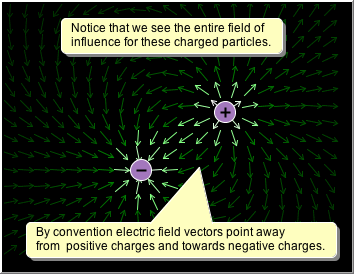 Notice that we see the entire field of
influence for these charged particles.
+
−
By convention electric field vectors point away
from positive charges and towards negative charges.